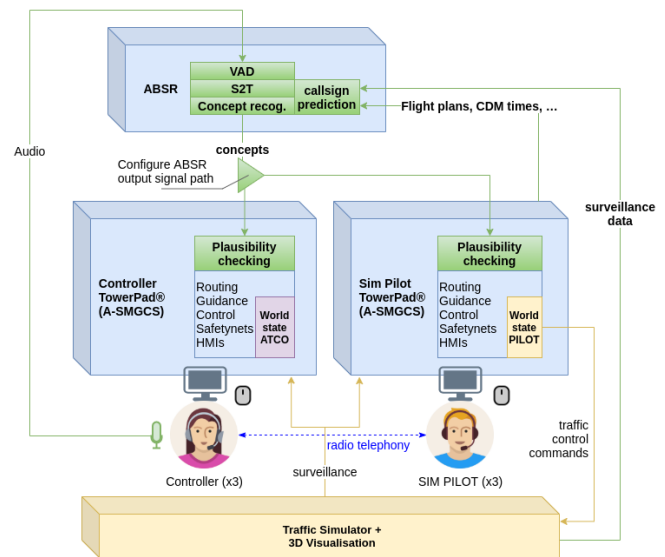 VAD
ABSR
S2T
callsign
prediction
Concept recog.
Flight plans, CDM times, ...
Audio
concepts
Configure ABSR
output signal path
surveillance
data
Plausibility
checking
Controller
TowerPad®
(A-SMGCS)
Routing
Guidance
Control
Safetynets
HMIs
World
state
ATCO
Plausibility
checking
Sim Pilot
TowerPad®
(A-SMGCS)
Routing
Guidance
Control
Safetynets
HMIs
World
state
PILOT
radio telephony
traffic
control
commands
surveillance
Controller (x3)
SIM PILOT (x3)
Traffic Simulator +
3D Visualisation